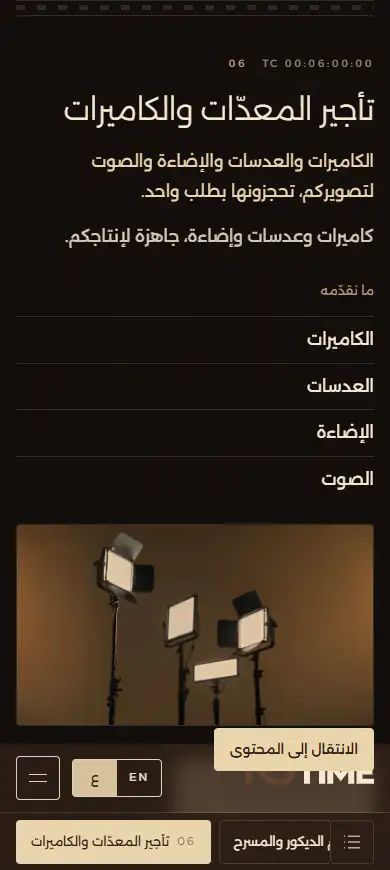 06 TC 00:06:00:00
تأجير المعدّات والكاميرات
الكاميرات والعدسات والإضاءة والصوت
لتصويركم، تحجزونها بطلب واحد.
كاميرات وعدسات وإضاءة، جاهزة لإنتاجكم.
ما نقدّمه
الكاميرات
العدسات
الإضاءة
الصوت
الانتقال إلى المحتوى
TIME
ع EN
الديكور والمسرح
06 تأجير المعدّات والكاميرات